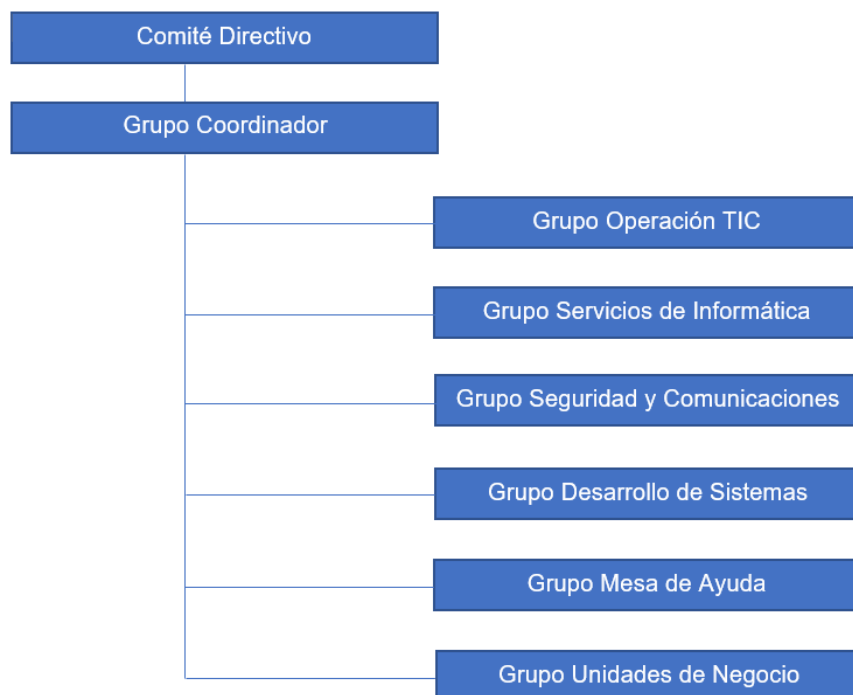 Comité Directivo
Grupo Coordinador
Grupo Operación TIC
Grupo Servicios de Informática
Grupo Seguridad y Comunicaciones
Grupo Desarrollo de Sistemas
Grupo Mesa de Ayuda
Grupo Unidades de Negocio